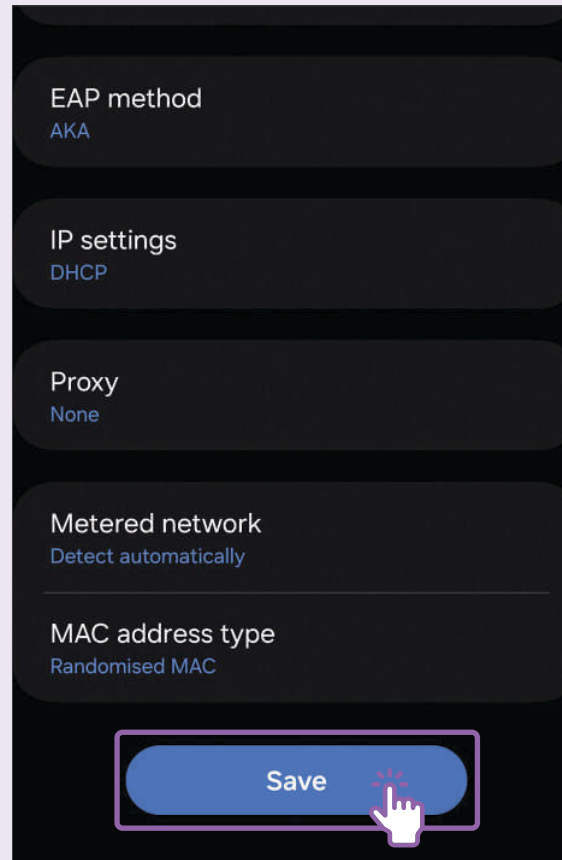 EAP method
AKA
IP settings
DHCP
Proxy
None
Metered network
Detect automatically
MAC address type
Randomised MAC
Save